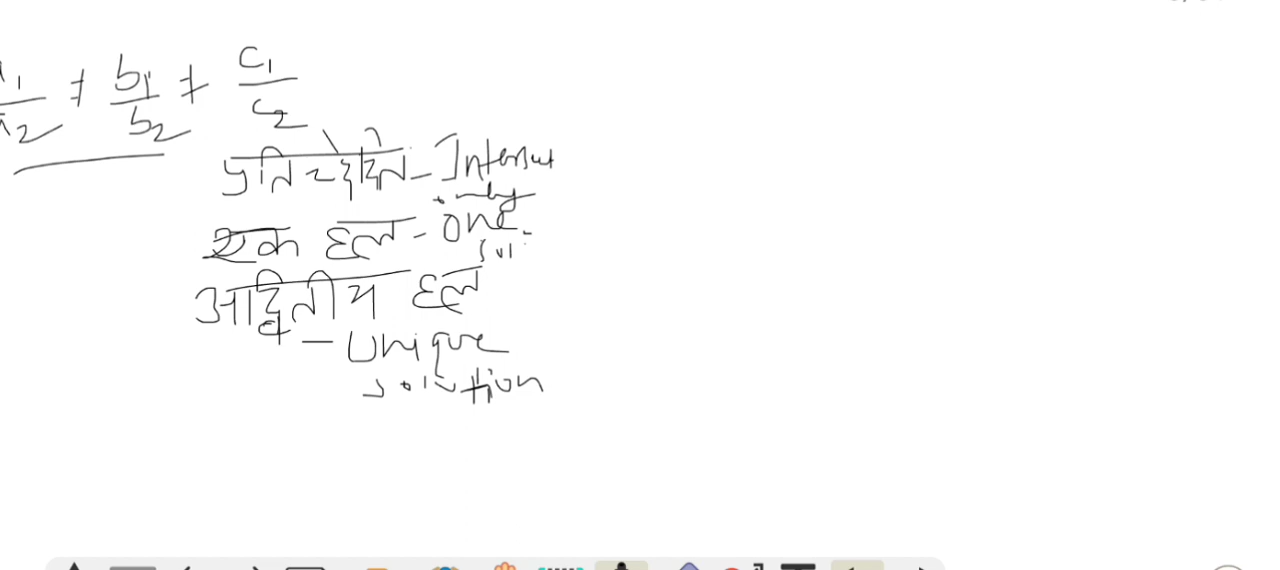 a₁/a₂ ≠ b₁/b₂ ≠ c₁/c₂
प्रतिच्छेदित - Intersect
एक हल - only one
sol.
अद्वितीय हल
- Unique
solution